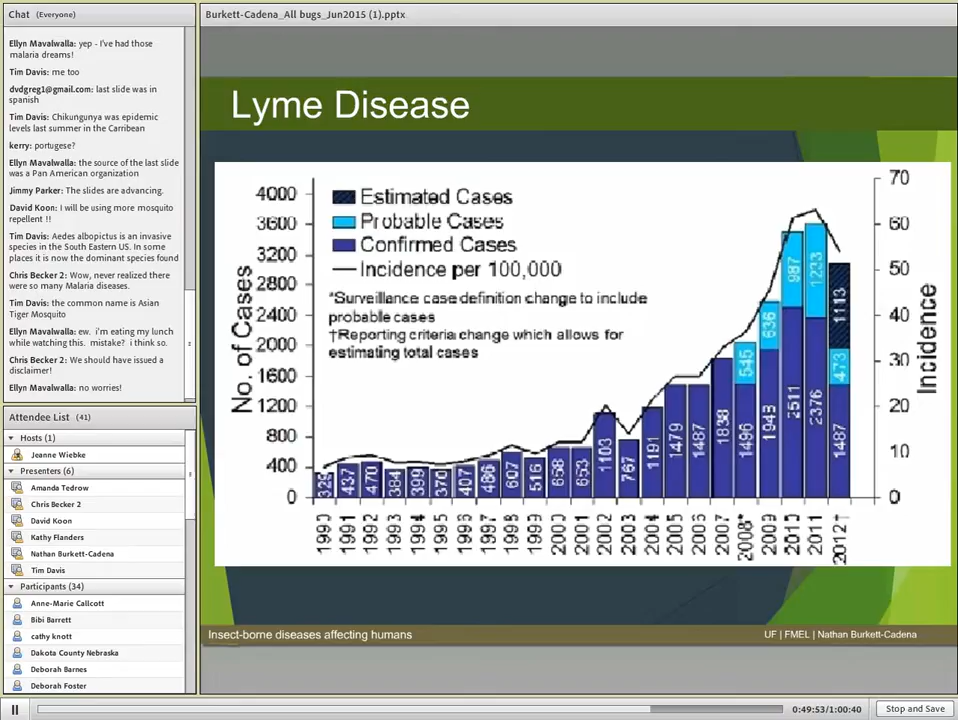 Chat (Everyone)
Ellyn Mavalwalla: yep - I've had those
malaria dreams!
Tim Davis: me too
dvdgreg1@gmail.com: last slide was in
spanish
Tim Davis: Chikungunya was epidemic
levels last summer in the Carribean
kerry: portugese?
Ellyn Mavalwalla: the source of the last slide
was a Pan American organization
Jimmy Parker: The slides are advancing.
David Koon: I will be using more mosquito
repellent !!
Tim Davis: Aedes albopictus is an invasive
species in the South Eastern US. In some
places it is now the dominant species found
Chris Becker 2: Wow, never realized there
were so many Malaria diseases.
Tim Davis: the common name is Asian
Tiger Mosquito
Ellyn Mavalwalla: ew. i'm eating my lunch
while watching this. mistake? i think so.
Chris Becker 2: We should have issued a
disclaimer!
Ellyn Mavalwalla: no worries!
Attendee List (41)
Hosts (1)
Jeanne Wiebke
Presenters (6)
Amanda Tedrow
Chris Becker 2
David Koon
Kathy Flanders
Nathan Burkett-Cadena
Tim Davis
Participants (34)
Anne-Marie Callcott
Bibi Barrett
cathy knott
Dakota County Nebraska
Deborah Barnes
Deborah Foster
Burkett-Cadena_All bugs_Jun2015 (1).pptx
Lyme Disease
No. of Cases
4000
3600
3200
2800
2400
2000
1600
1200
800
400
0
Estimated Cases
Probable Cases
Confirmed Cases
Incidence per 100,000
*Surveillance case definition change to include
probable cases
†Reporting criteria change which allows for
estimating total cases
437
470
384
399
370
407
486
607
516
658
653
1103
767
1191
1479
1487
1838
1496
545
1948
636
2511
987
2376
1233
1487
473
1113
70
60
50
40
30
20
10
0
Incidence
1990
1991
1992
1993
1994
1995
1996
1997
1998
1999
2000
2001
2002
2003
2004
2005
2006
2007
2008*
2009
2010
2011
2012†
Insect-borne diseases affecting humans
UF | FMEL | Nathan Burkett-Cadena
0:49:53/1:00:40
Stop and Save